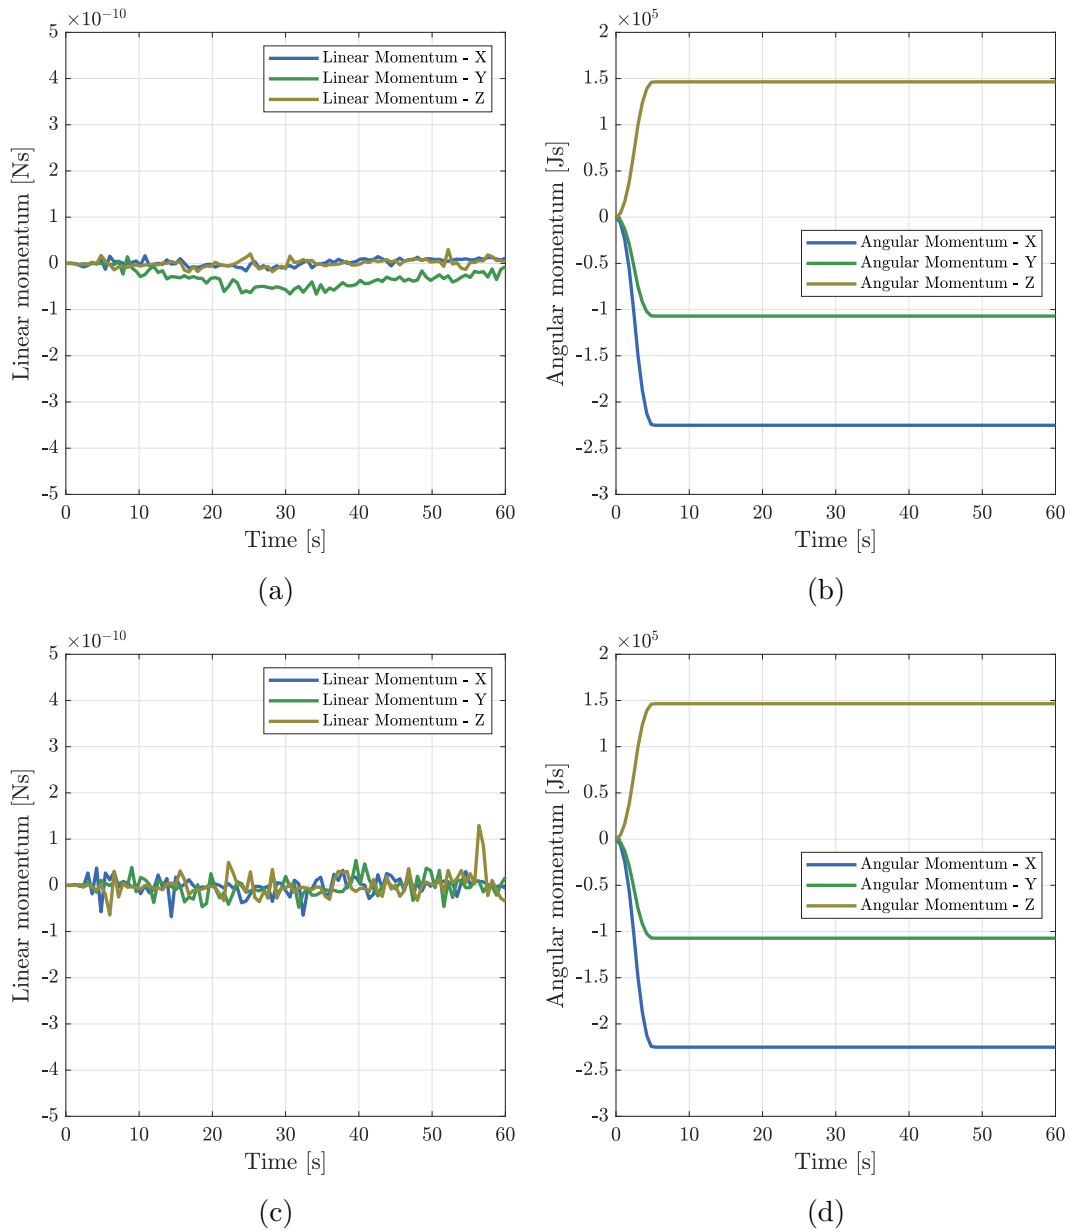 ×10⁻¹⁰
5
4
3
2
1
0
-1
-2
-3
-4
-5
Linear momentum [Ns]
Linear Momentum - X
Linear Momentum - Y
Linear Momentum - Z
0 10 20 30 40 50 60
Time [s]
(a)
×10⁵
2
1.5
1
0.5
0
-0.5
-1
-1.5
-2
-2.5
-3
Angular momentum [Js]
Angular Momentum - X
Angular Momentum - Y
Angular Momentum - Z
0 10 20 30 40 50 60
Time [s]
(b)
×10⁻¹⁰
5
4
3
2
1
0
-1
-2
-3
-4
-5
Linear momentum [Ns]
Linear Momentum - X
Linear Momentum - Y
Linear Momentum - Z
0 10 20 30 40 50 60
Time [s]
(c)
×10⁵
2
1.5
1
0.5
0
-0.5
-1
-1.5
-2
-2.5
-3
Angular momentum [Js]
Angular Momentum - X
Angular Momentum - Y
Angular Momentum - Z
0 10 20 30 40 50 60
Time [s]
(d)